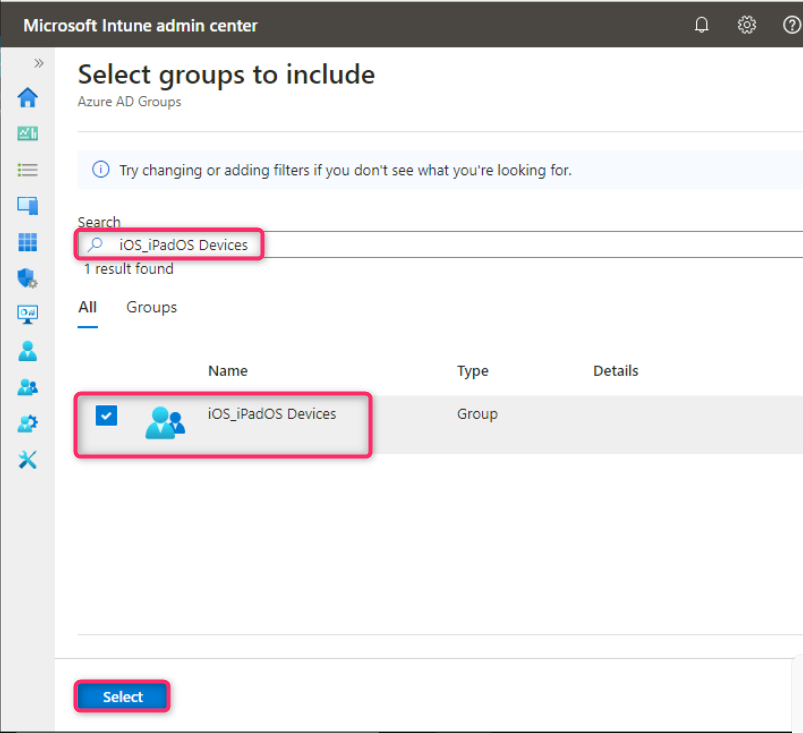 Microsoft Intune admin center
Select groups to include
Azure AD Groups
Try changing or adding filters if you don't see what you're looking for.
Search
iOS_iPadOS Devices
1 result found
All Groups
Name Type Details
iOS_iPadOS Devices Group
Select